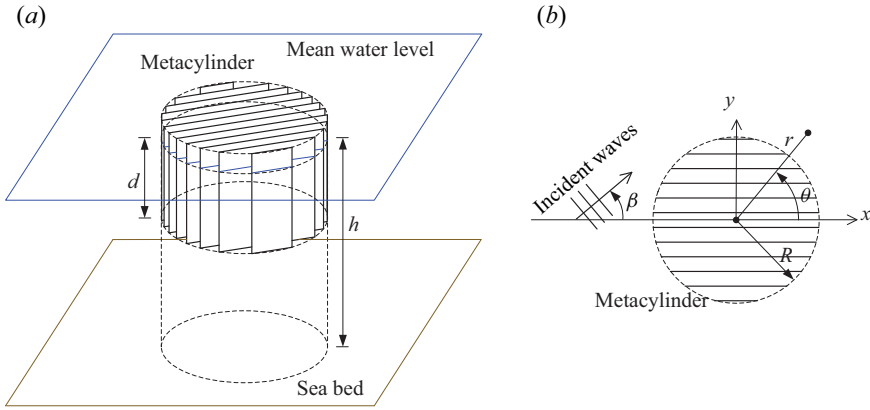 (a)
Mean water level
Metacylinder
d
h
Sea bed
(b)
y
r
Incident waves
β
θ
x
R
Metacylinder